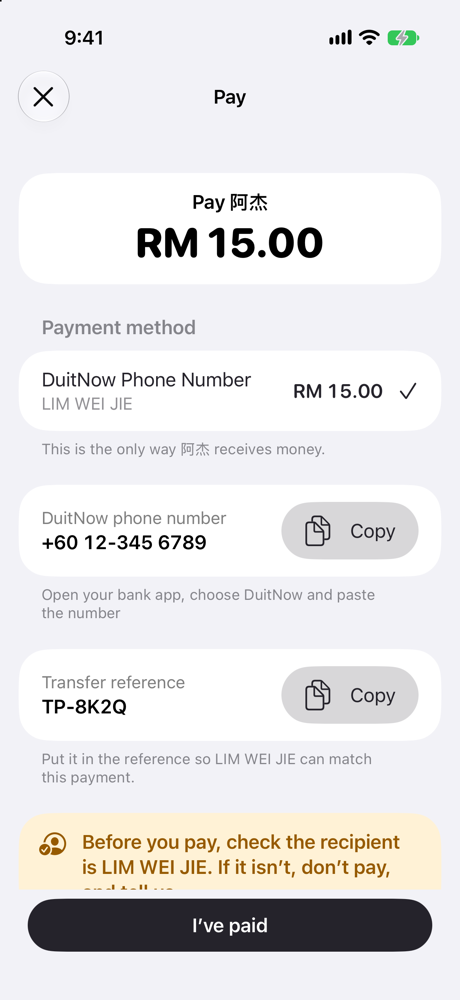 9:41
Pay
Pay 阿杰
RM 15.00
Payment method
DuitNow Phone Number
LIM WEI JIE
RM 15.00
This is the only way 阿杰 receives money.
DuitNow phone number
+60 12-345 6789
Copy
Open your bank app, choose DuitNow and paste
the number
Transfer reference
TP-8K2Q
Copy
Put it in the reference so LIM WEI JIE can match
this payment.
Before you pay, check the recipient
is LIM WEI JIE. If it isn’t, don’t pay,
I’ve paid